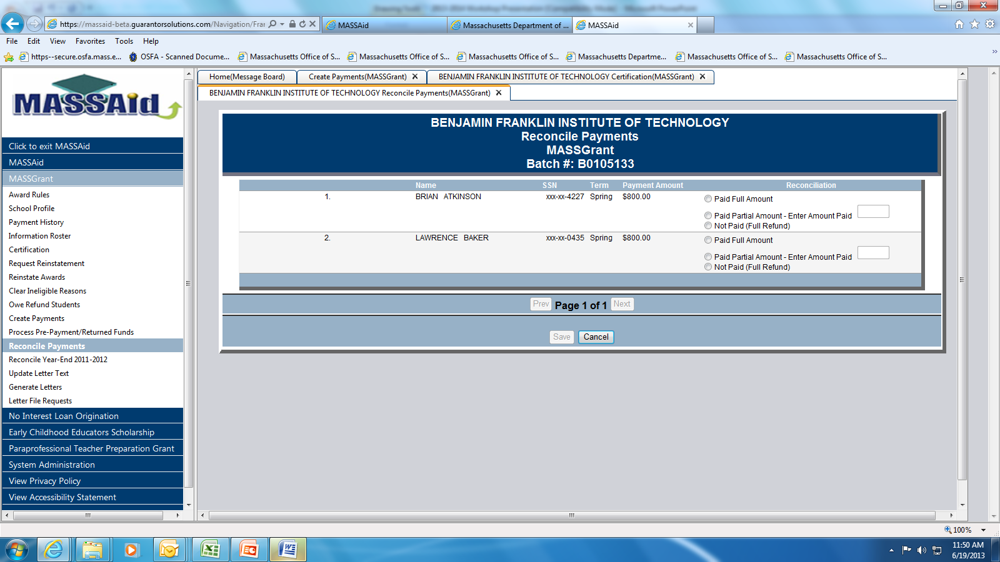 https://massaid-beta.guarantorsolutions.com/Navigation/Frar
MASSAid
Massachusetts Department of ...
MASSAid
File Edit View Favorites Tools Help
https--secure.osfa.mass.e...
OSFA - Scanned Docume...
Massachusetts Office of S...
Massachusetts Office of S...
Massachusetts Office of S...
Massachusetts Departme...
Massachusetts Office of S...
Massachusetts Office of S...
MASSAid
Click to exit MASSAid
MASSAid
MASSGrant
Award Rules
School Profile
Payment History
Information Roster
Certification
Request Reinstatement
Reinstate Awards
Clear Ineligible Reasons
Owe Refund Students
Create Payments
Process Pre-Payment/Returned Funds
Reconcile Payments
Reconcile Year-End 2011-2012
Update Letter Text
Generate Letters
Letter File Requests
No Interest Loan Origination
Early Childhood Educators Scholarship
Paraprofessional Teacher Preparation Grant
System Administration
View Privacy Policy
View Accessibility Statement
Home(Message Board)
Create Payments(MASSGrant)
BENJAMIN FRANKLIN INSTITUTE OF TECHNOLOGY Certification(MASSGrant)
BENJAMIN FRANKLIN INSTITUTE OF TECHNOLOGY Reconcile Payments(MASSGrant)
BENJAMIN FRANKLIN INSTITUTE OF TECHNOLOGY
Reconcile Payments
MASSGrant
Batch #: B0105133
Name SSN Term Payment Amount Reconciliation
1. BRIAN ATKINSON xxx-xx-4227 Spring $800.00
Paid Full Amount
Paid Partial Amount - Enter Amount Paid
Not Paid (Full Refund)
2. LAWRENCE BAKER xxx-xx-0435 Spring $800.00
Paid Full Amount
Paid Partial Amount - Enter Amount Paid
Not Paid (Full Refund)
Prev Page 1 of 1 Next
Save Cancel
100%
11:50 AM
6/19/2013